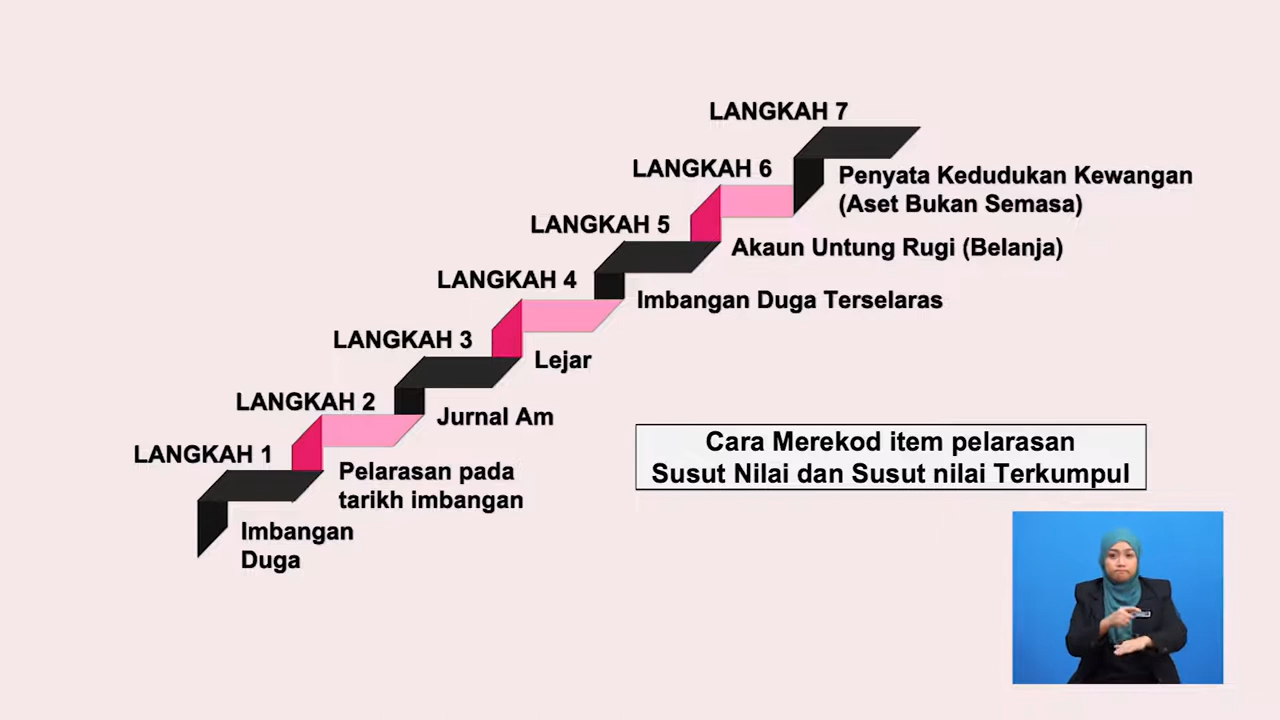 LANGKAH 7
LANGKAH 6
Penyata Kedudukan Kewangan
(Aset Bukan Semasa)
LANGKAH 5
Akaun Untung Rugi (Belanja)
LANGKAH 4
Imbangan Duga Terselaras
LANGKAH 3
Lejar
LANGKAH 2
Jurnal Am
LANGKAH 1
Pelarasan pada
tarikh imbangan
Imbangan
Duga
Cara Merekod item pelarasan
Susut Nilai dan Susut nilai Terkumpul